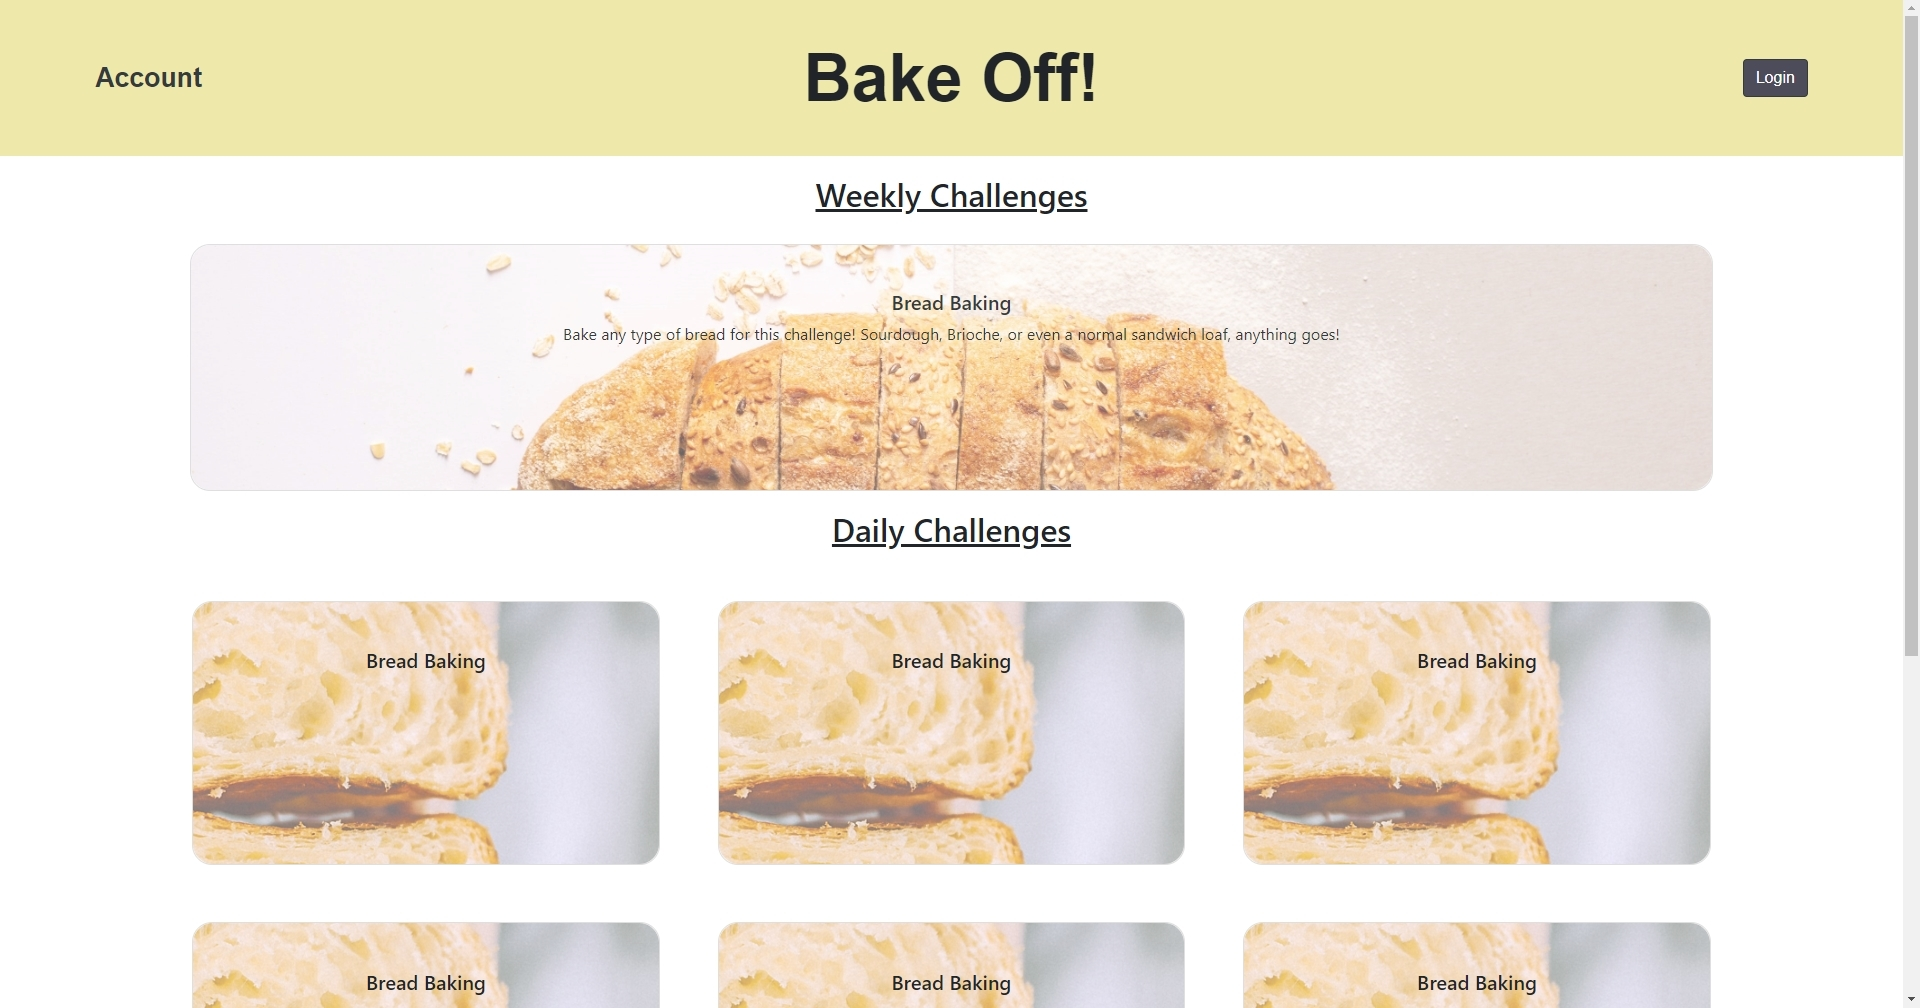 Account
Bake Off!
Login
Weekly Challenges
Bread Baking
Bake any type of bread for this challenge! Sourdough, Brioche, or even a normal sandwich loaf, anything goes!
Daily Challenges
Bread Baking
Bread Baking
Bread Baking
Bread Baking
Bread Baking
Bread Baking